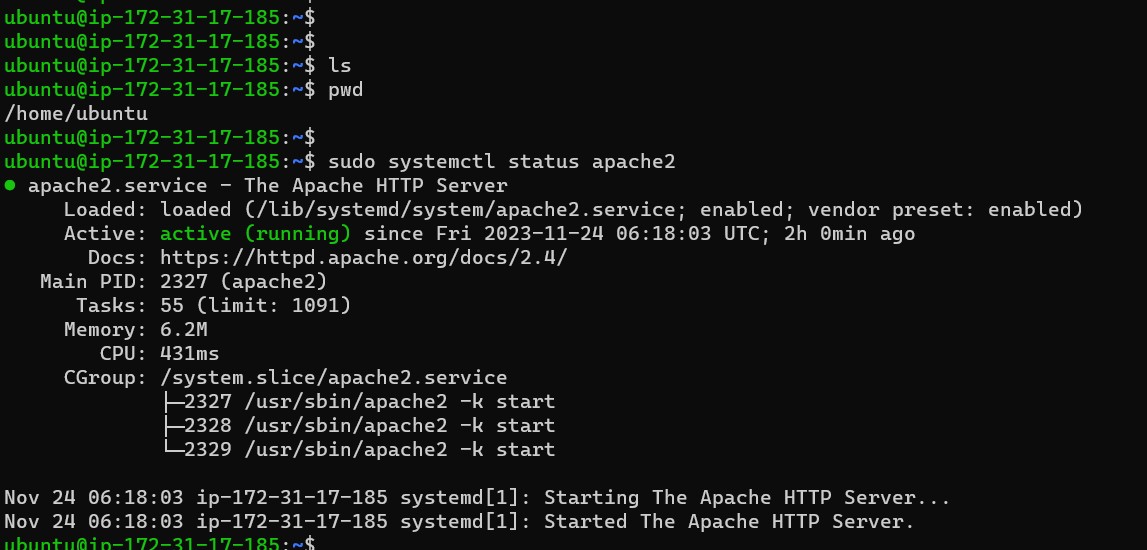 ubuntu@ip-172-31-17-185:~$
ubuntu@ip-172-31-17-185:~$
ubuntu@ip-172-31-17-185:~$ ls
ubuntu@ip-172-31-17-185:~$ pwd
/home/ubuntu
ubuntu@ip-172-31-17-185:~$
ubuntu@ip-172-31-17-185:~$ sudo systemctl status apache2
● apache2.service - The Apache HTTP Server
     Loaded: loaded (/lib/systemd/system/apache2.service; enabled; vendor preset: enabled)
     Active: active (running) since Fri 2023-11-24 06:18:03 UTC; 2h 0min ago
       Docs: https://httpd.apache.org/docs/2.4/
   Main PID: 2327 (apache2)
      Tasks: 55 (limit: 1091)
     Memory: 6.2M
        CPU: 431ms
     CGroup: /system.slice/apache2.service
             ├─2327 /usr/sbin/apache2 -k start
             ├─2328 /usr/sbin/apache2 -k start
             └─2329 /usr/sbin/apache2 -k start

Nov 24 06:18:03 ip-172-31-17-185 systemd[1]: Starting The Apache HTTP Server...
Nov 24 06:18:03 ip-172-31-17-185 systemd[1]: Started The Apache HTTP Server.
ubuntu@ip-172-31-17-185:~$